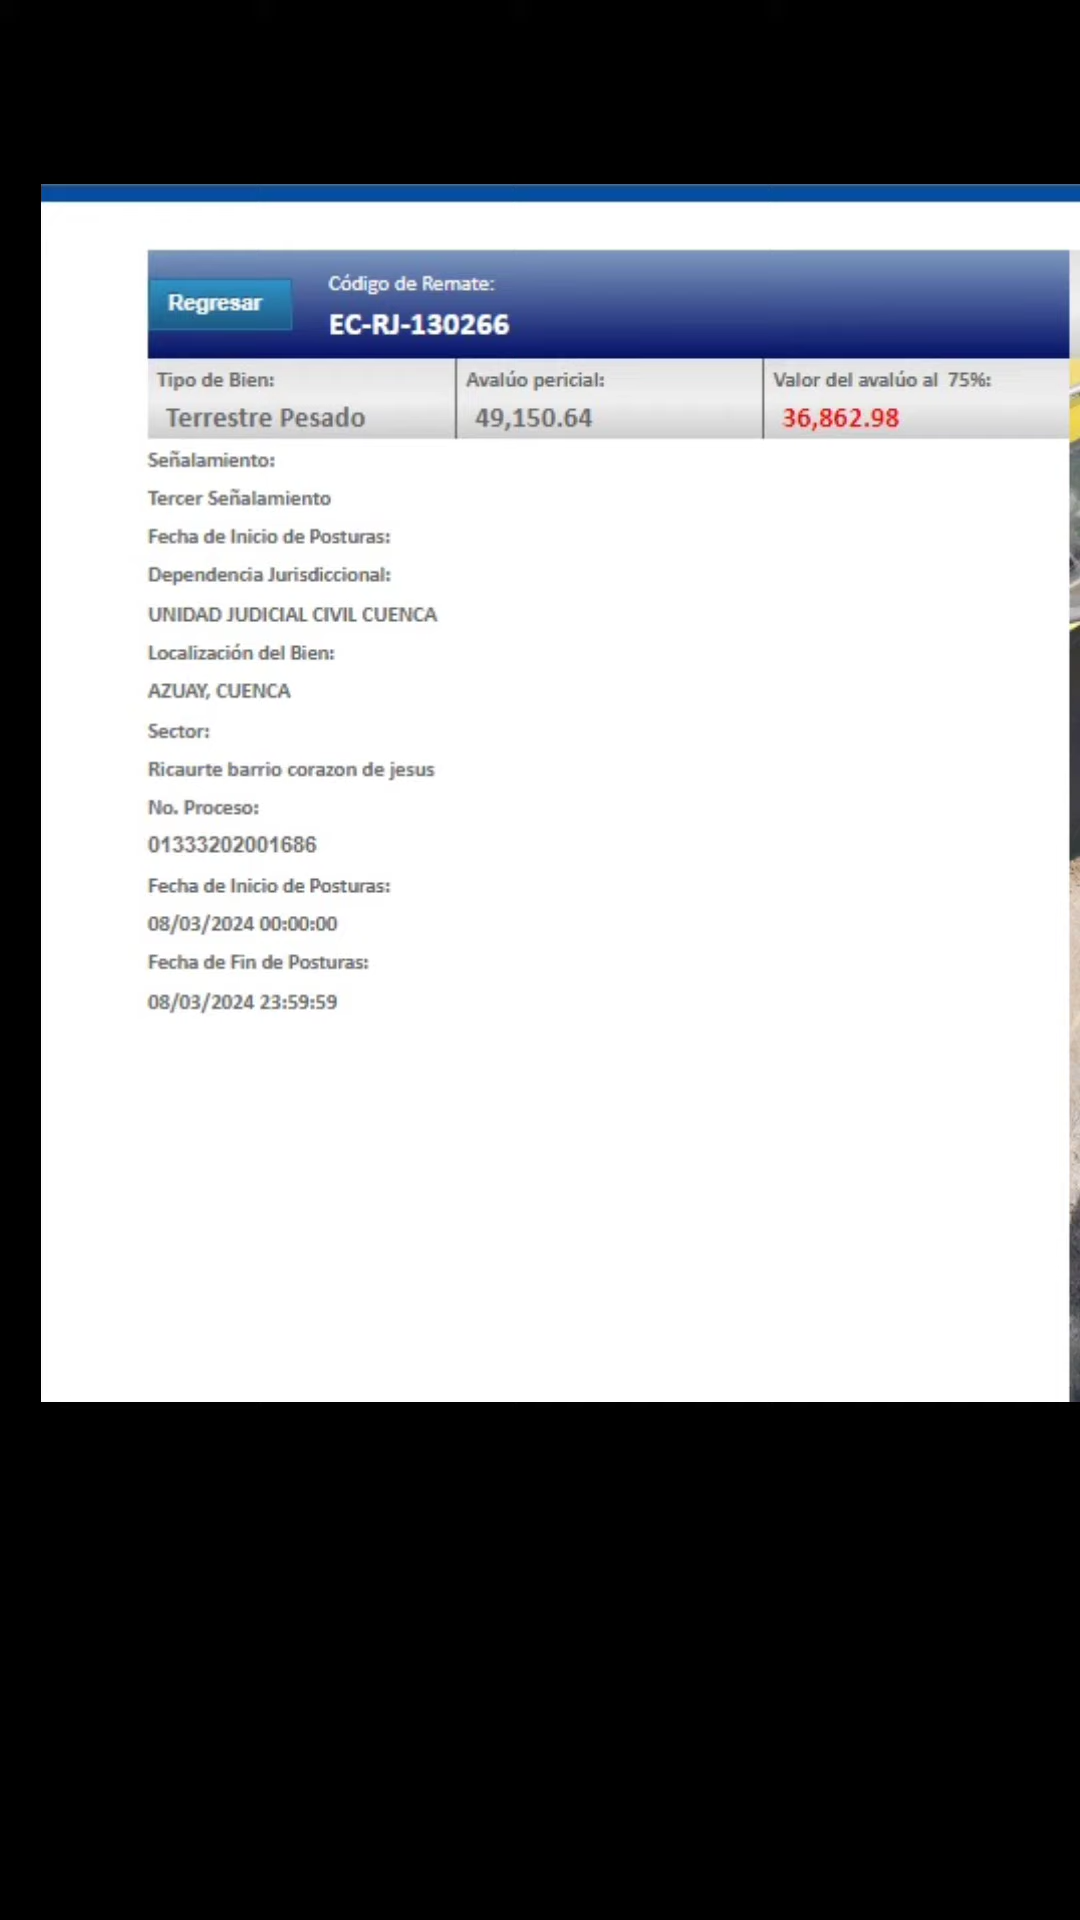 Regresar
Código de Remate:
EC-RJ-130266
Tipo de Bien:
Avalúo pericial:
Valor del avalúo al 75%:
Terrestre Pesado
49,150.64
36,862.98
Señalamiento:
Tercer Señalamiento
Fecha de Inicio de Posturas:
Dependencia Jurisdiccional:
UNIDAD JUDICIAL CIVIL CUENCA
Localización del Bien:
AZUAY, CUENCA
Sector:
Ricaurte barrio corazon de jesus
No. Proceso:
01333202001686
Fecha de Inicio de Posturas:
08/03/2024 00:00:00
Fecha de Fin de Posturas:
08/03/2024 23:59:59